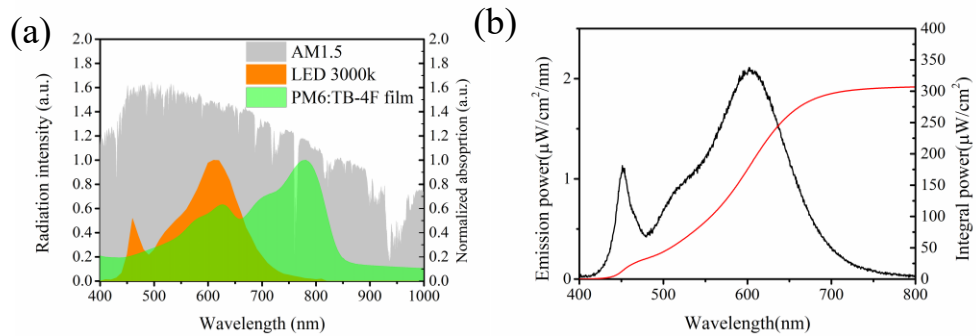 (a)
Radiation intensity (a.u.)
2.0
1.8
1.6
1.4
1.2
1.0
0.8
0.6
0.4
0.2
0.0
AM1.5
LED 3000k
PM6:TB-4F film
2.0
1.8
1.6
1.4
1.2
1.0
0.8
0.6
0.4
0.2
0.0
Normalized absoprtion (a.u.)
400 500 600 700 800 900 1000
Wavelength (nm)
(b)
Emission power(μW/cm²/nm)
2
1
0
400
350
300
250
200
150
100
50
0
Integral power(μW/cm²)
400 500 600 700 800
Wavelength(nm)